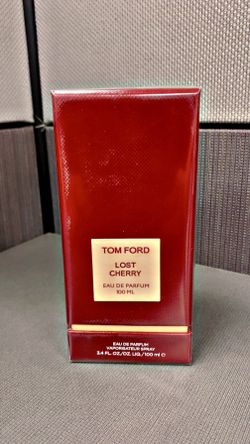 TOM FORD
LOST
CHERRY
EAU DE PARFUM
100 ML
EAU DE PARFUM
VAPORISATEUR SPRAY
3.4 FL. OZ./OZ. LIQ./100 ml ℮